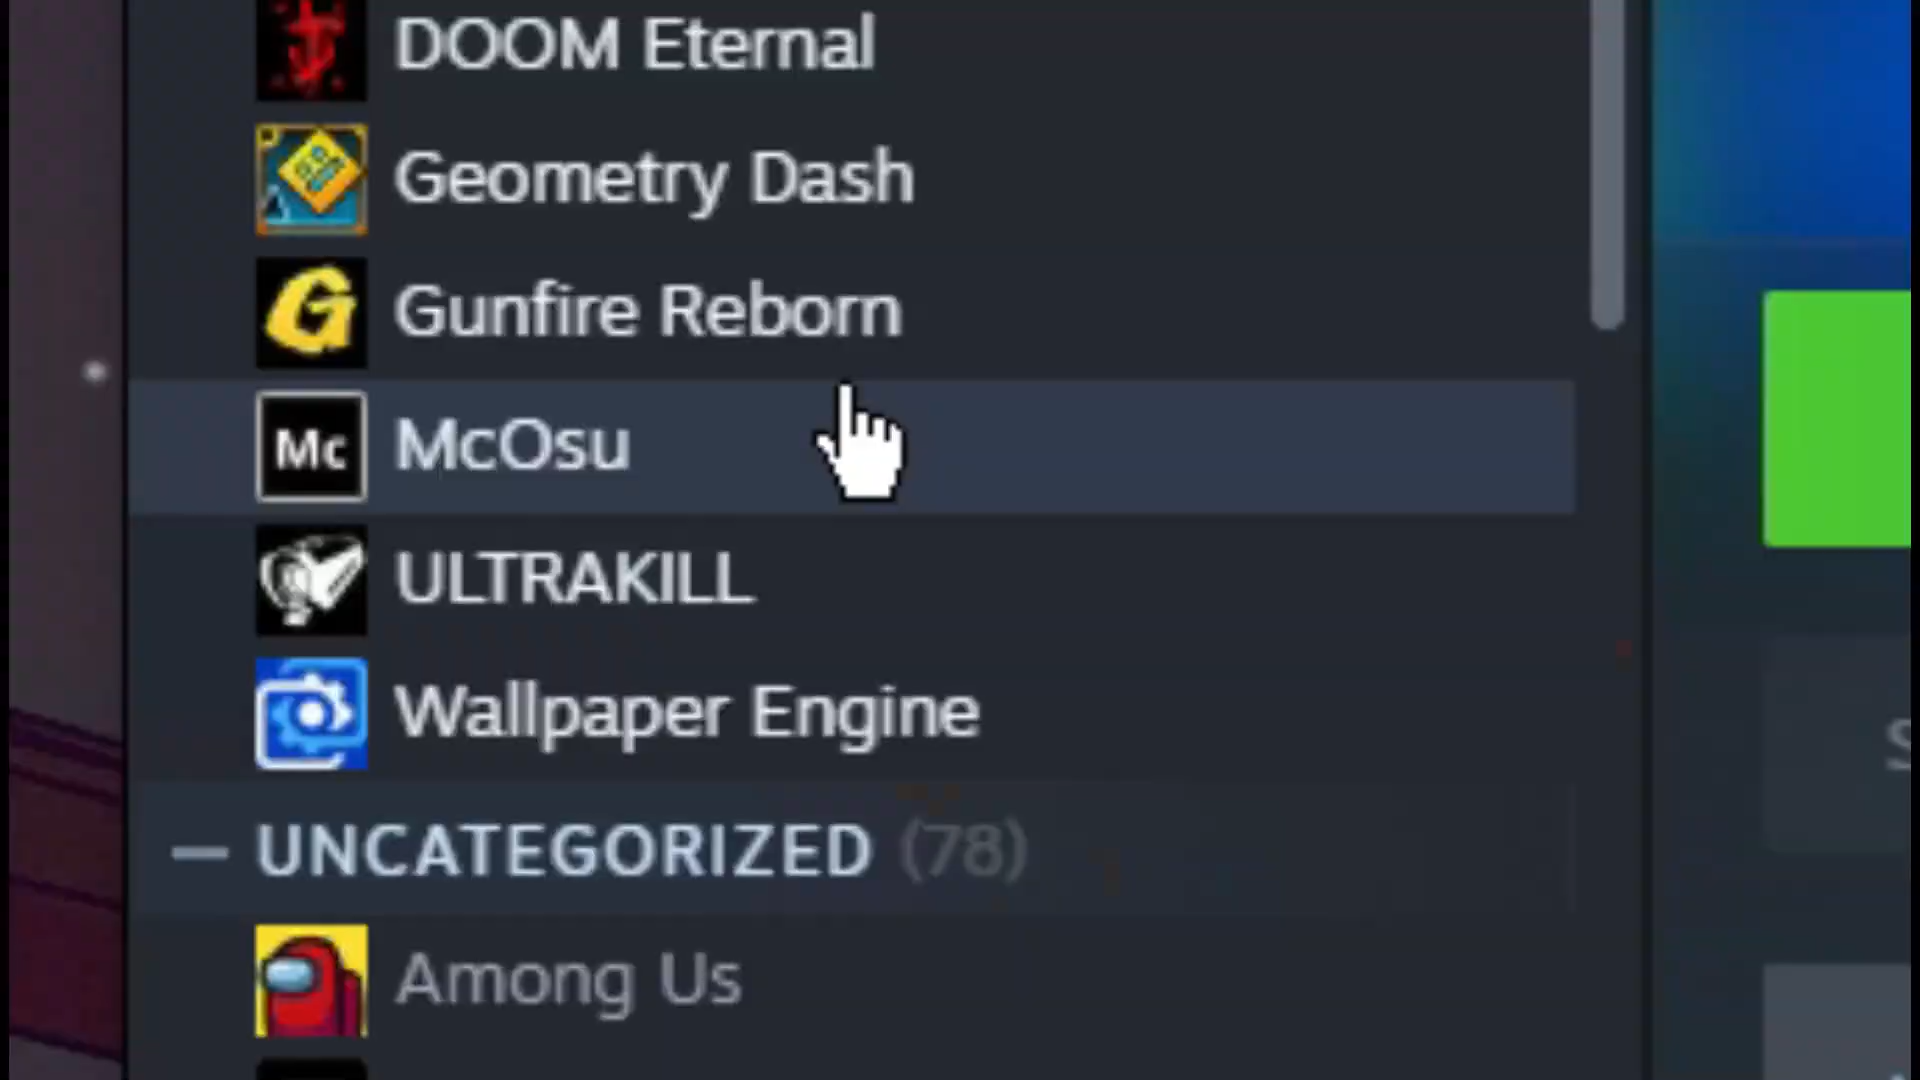 DOOM Eternal
Geometry Dash
G Gunfire Reborn
Mc McOsu
ULTRAKILL
Wallpaper Engine
— UNCATEGORIZED (78)
Among Us
S